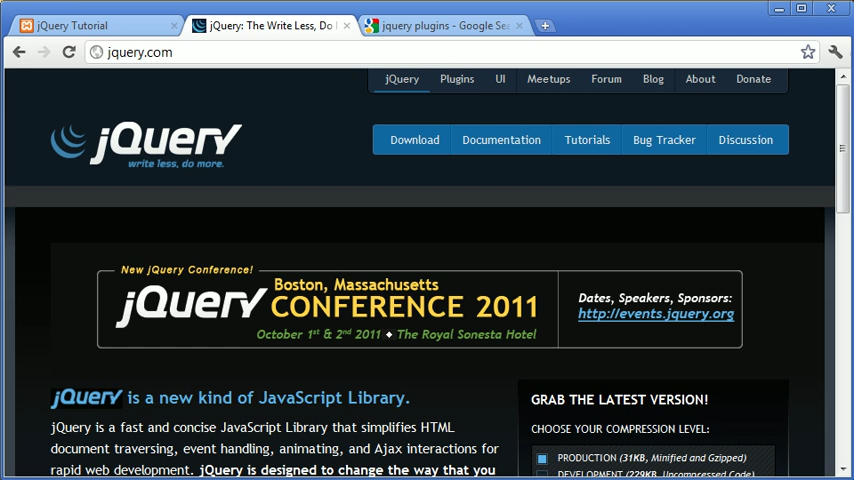 jQuery Tutorial
jQuery: The Write Less, Do
jquery plugins - Google Se
jquery.com
jQuery Plugins UI Meetups Forum Blog About Donate
jQuery
write less, do more.
Download Documentation Tutorials Bug Tracker Discussion
New jQuery Conference!
jQuery
Boston, Massachusetts
CONFERENCE 2011
October 1st & 2nd 2011 ◆ The Royal Sonesta Hotel
Dates, Speakers, Sponsors:
http://events.jquery.org
jQuery is a new kind of JavaScript Library.
jQuery is a fast and concise JavaScript Library that simplifies HTML
document traversing, event handling, animating, and Ajax interactions for
rapid web development. jQuery is designed to change the way that you
GRAB THE LATEST VERSION!
CHOOSE YOUR COMPRESSION LEVEL:
PRODUCTION (31KB, Minified and Gzipped)
DEVELOPMENT (229KB, Uncompressed Code)